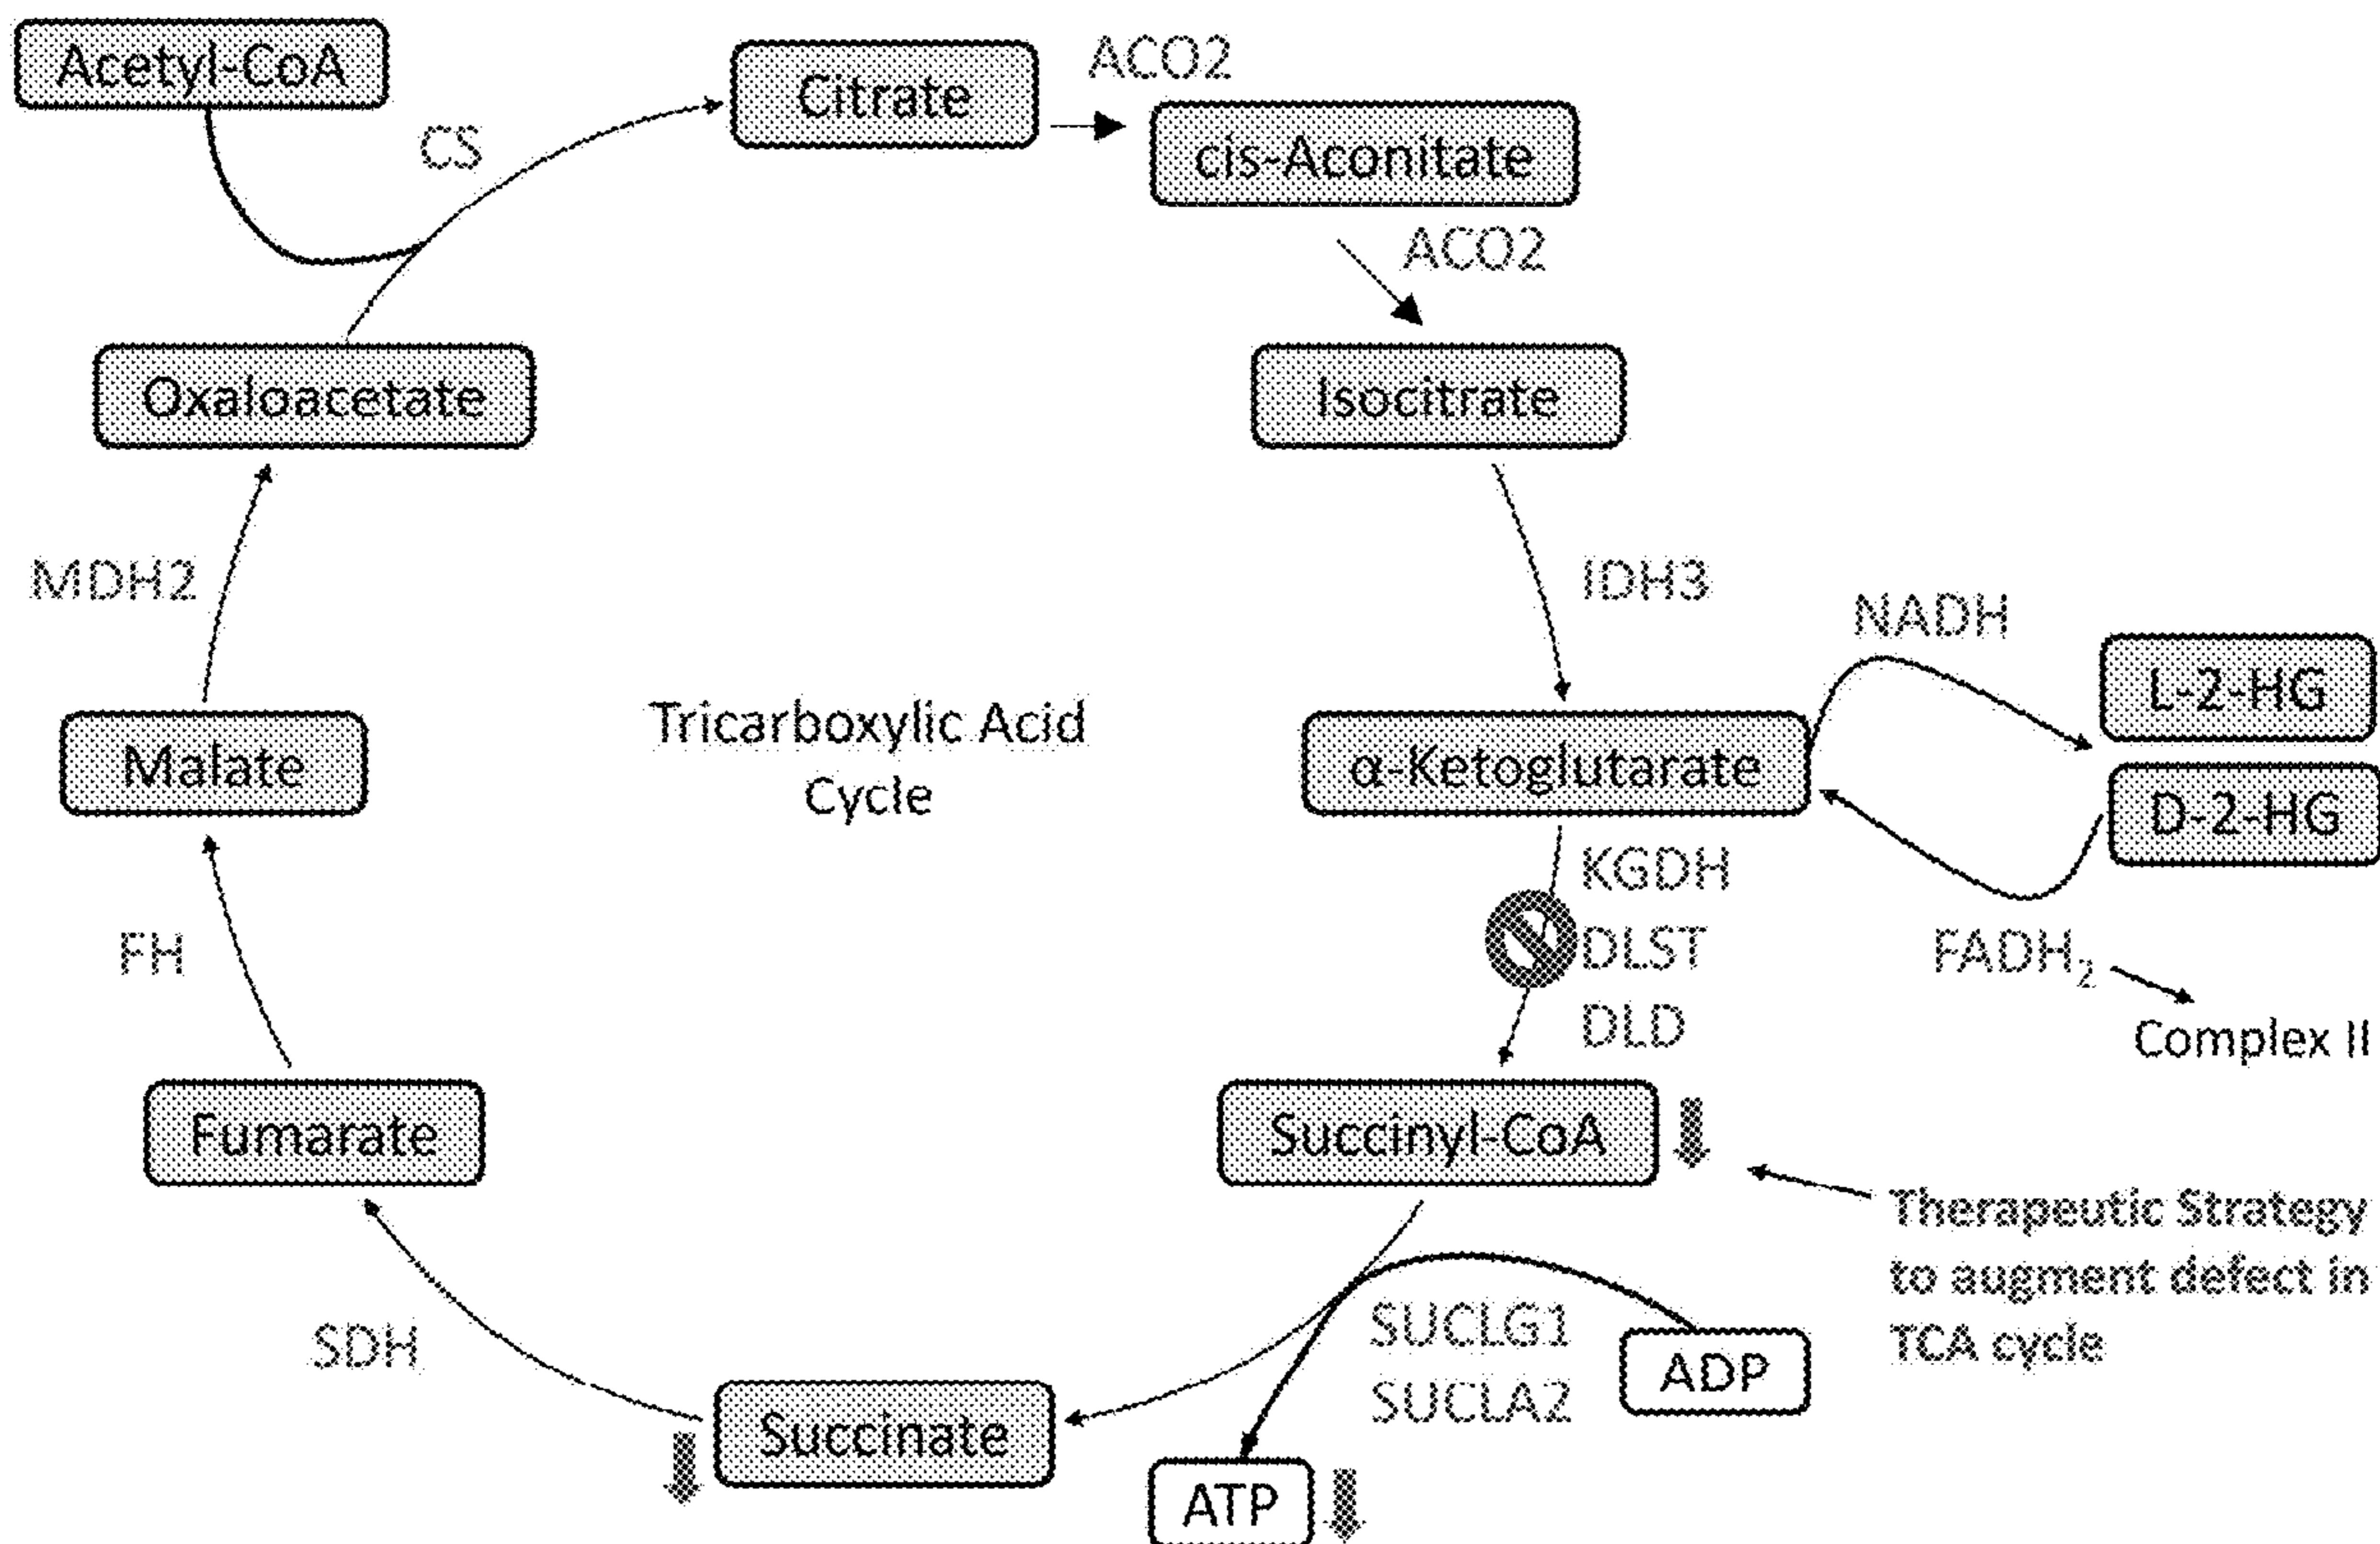 Acetyl-CoA
CS
Citrate
ACO2
cis-Aconitate
ACO2
Oxaloacetate
Isocitrate
MDH2
IDH3
NADH
L-2-HG
Malate
Tricarboxylic Acid
Cycle
α-Ketoglutarate
D-2-HG
KGDH
DLST
DLD
FADH₂
Complex II
FH
Fumarate
Succinyl-CoA
Therapeutic Strategy
to augment defect in
TCA cycle
SDH
SUCLG1
SUCLA2
ADP
Succinate
ATP